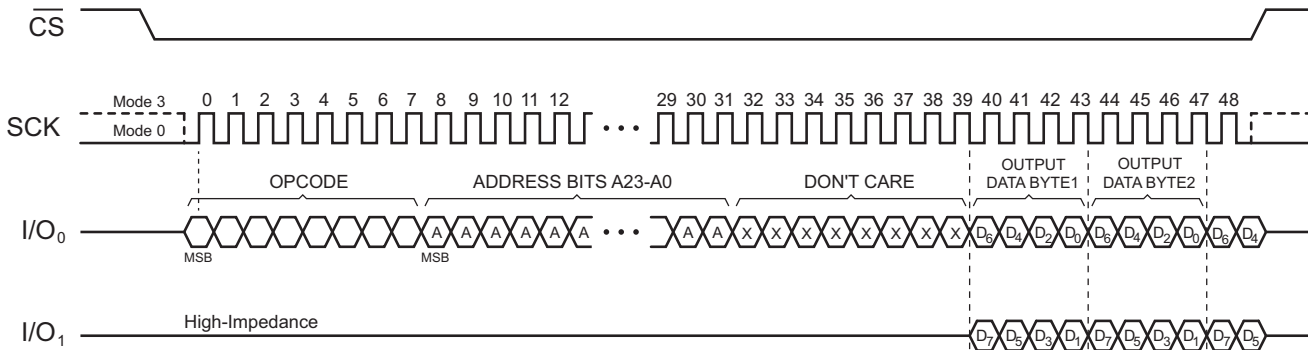 CS
Mode 3
0 1 2 3 4 5 6 7 8 9 10 11 12 29 30 31 32 33 34 35 36 37 38 39 40 41 42 43 44 45 46 47 48
SCK
Mode 0
OPCODE
ADDRESS BITS A23-A0
DON'T CARE
OUTPUT
DATA BYTE1
OUTPUT
DATA BYTE2
I/O0
A A A A A A A A X X X X X X X X D6 D4 D2 D0 D6 D4 D2 D0 D6 D4
MSB
MSB
High-Impedance
I/O1
D7 D5 D3 D1 D7 D5 D3 D1 D7 D5